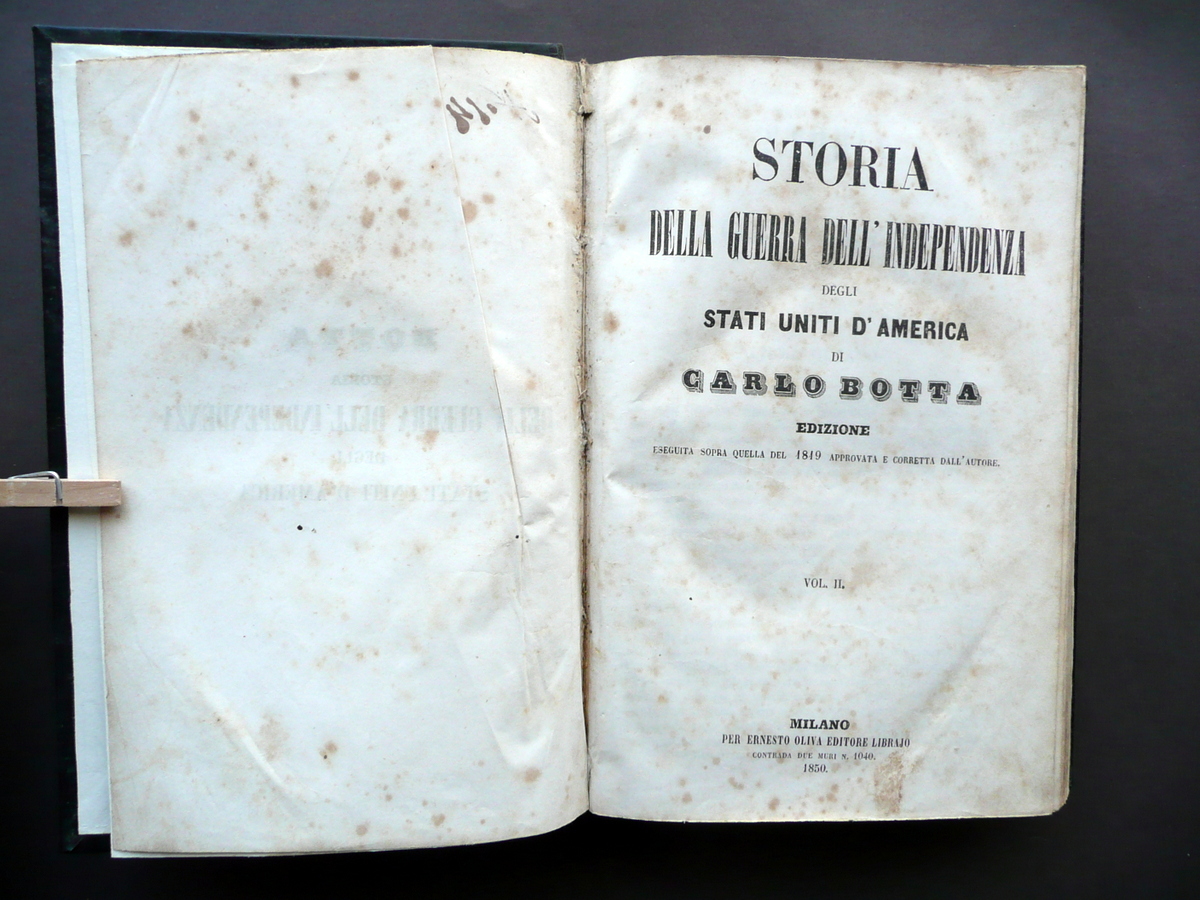 STORIA
DELLA GUERRA DELL'INDEPENDENZA
DEGLI
STATI UNITI D'AMERICA
DI
CARLO BOTTA
EDIZIONE
ESEGUITA SOPRA QUELLA DEL 1819 APPROVATA E CORRETTA DALL'AUTORE.
VOL. II.
MILANO
PER ERNESTO OLIVA EDITORE LIBRAJO
CONTRADA DUE MURI N. 1040.
1850.